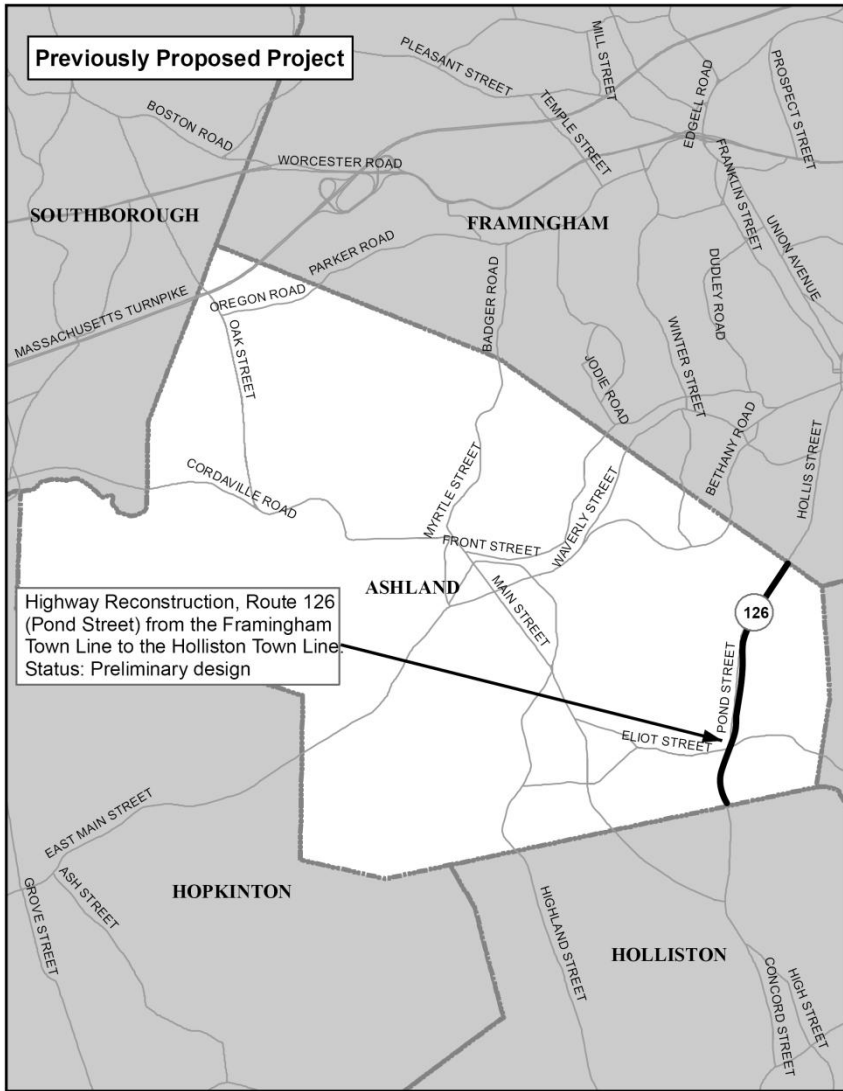 Previously Proposed Project
PLEASANT STREET
MILL STREET
EDGELL ROAD
PROSPECT STREET
BOSTON ROAD
TEMPLE STREET
WORCESTER ROAD
FRANKLIN STREET
SOUTHBOROUGH
FRAMINGHAM
UNION AVENUE
PARKER ROAD
DUDLEY ROAD
MASSACHUSETTS TURNPIKE
OREGON ROAD
BADGER ROAD
OAK STREET
WINTER STREET
JODIE ROAD
BETHANY ROAD
HOLLIS STREET
CORDAVILLE ROAD
MYRTLE STREET
WAVERLY STREET
FRONT STREET
ASHLAND
MAIN STREET
126
Highway Reconstruction, Route 126
(Pond Street) from the Framingham
Town Line to the Holliston Town Line.
Status: Preliminary design
POND STREET
ELIOT STREET
EAST MAIN STREET
ASH STREET
GROVE STREET
HOPKINTON
HIGHLAND STREET
HOLLISTON
CONCORD STREET
HIGH STREET